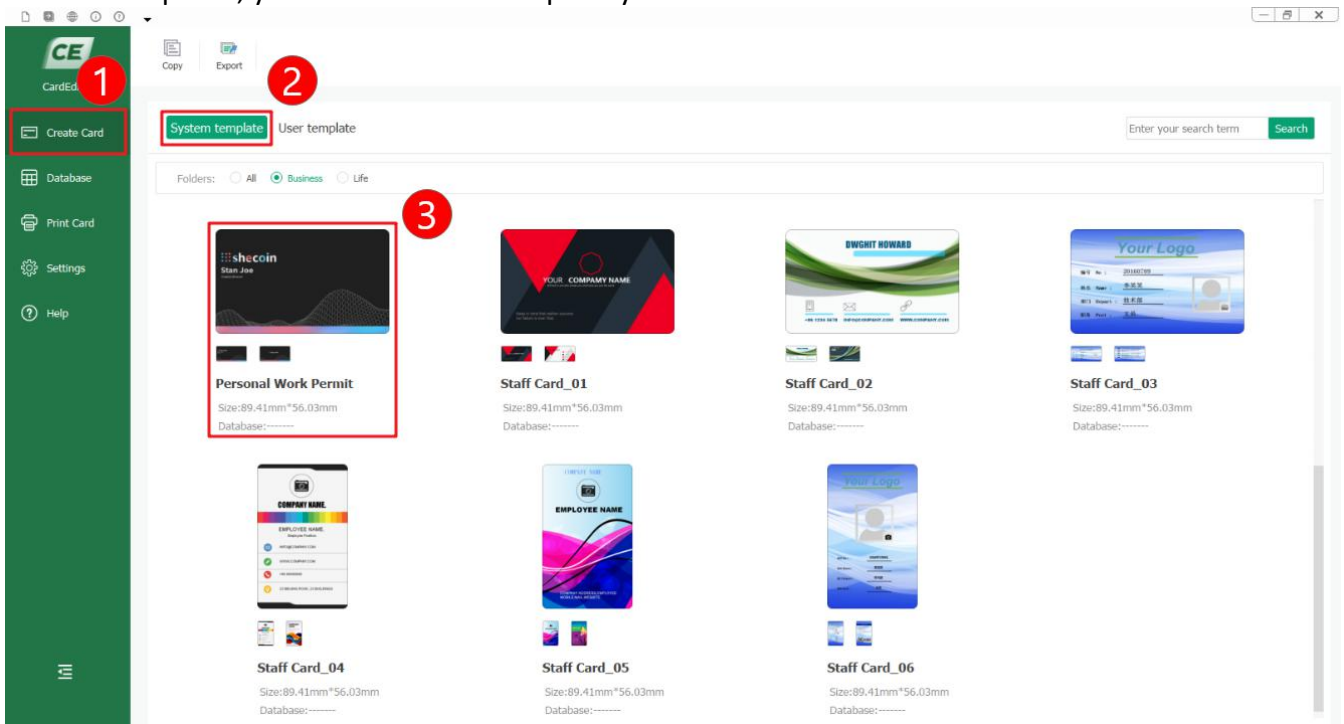 CE
CardEd
1
Create Card
Database
Print Card
Settings
Help
Copy
Export
2
System template
User template
Enter your search term
Search
Folders:
All
Business
Life
3
shecoin
Stan Joe
YOUR COMPAMY NAME
DWGHIT HOWARD
Your Logo
20160709
Personal Work Permit
Size:89.41mm*56.03mm
Database:-------
Staff Card_01
Size:89.41mm*56.03mm
Database:-------
Staff Card_02
Size:89.41mm*56.03mm
Database:-------
Staff Card_03
Size:89.41mm*56.03mm
Database:-------
COMPANY NAME.
EMPLOYEE NAME.
EMPLOYEE NAME
Your Logo
Staff Card_04
Size:89.41mm*56.03mm
Database:-------
Staff Card_05
Size:89.41mm*56.03mm
Database:-------
Staff Card_06
Size:89.41mm*56.03mm
Database:-------